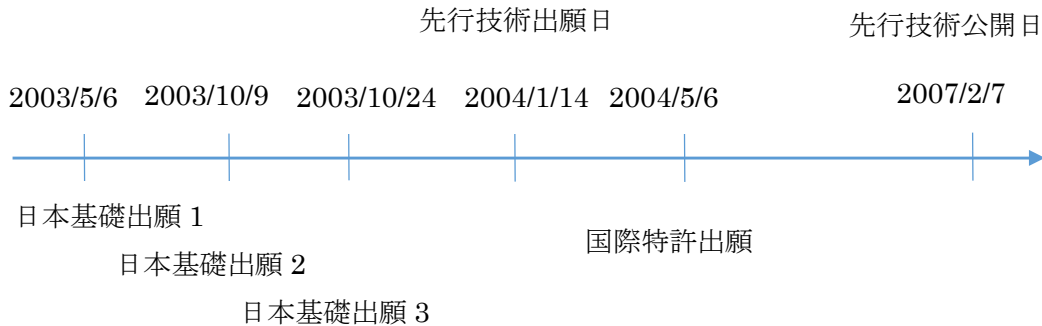 先行技術出願日 先行技術公開日
2003/5/6 2003/10/9 2003/10/24 2004/1/14 2004/5/6 2007/2/7
日本基礎出願 1
国際特許出願
日本基礎出願 2
日本基礎出願 3